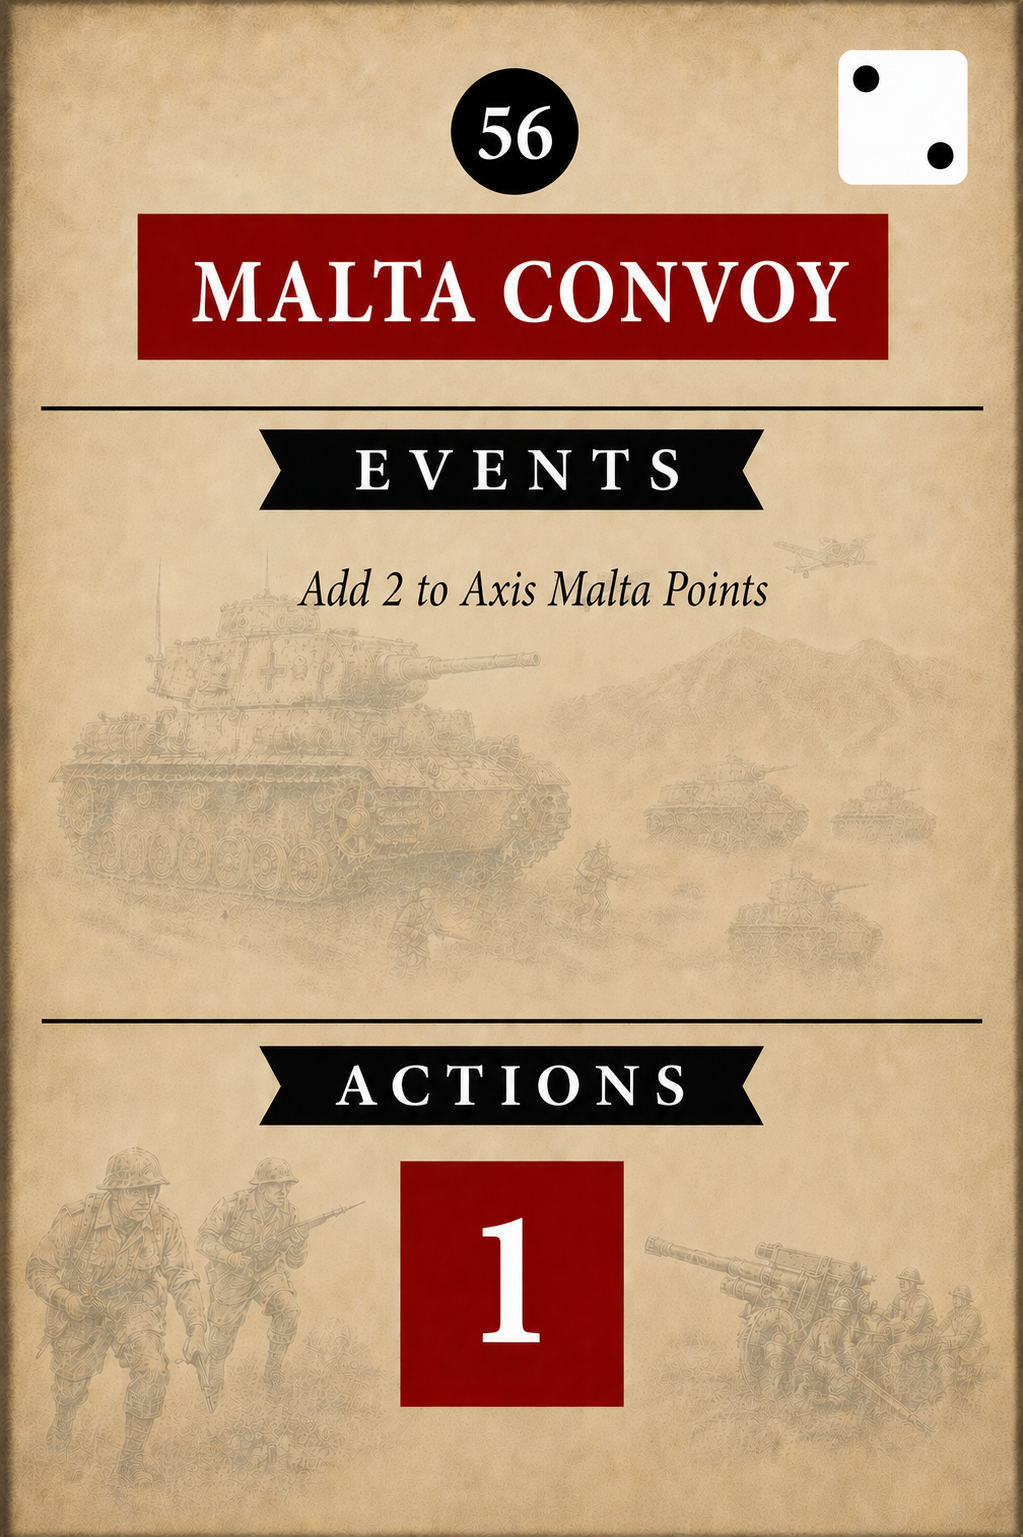 56
MALTA CONVOY
EVENTS
Add 2 to Axis Malta Points
ACTIONS
1